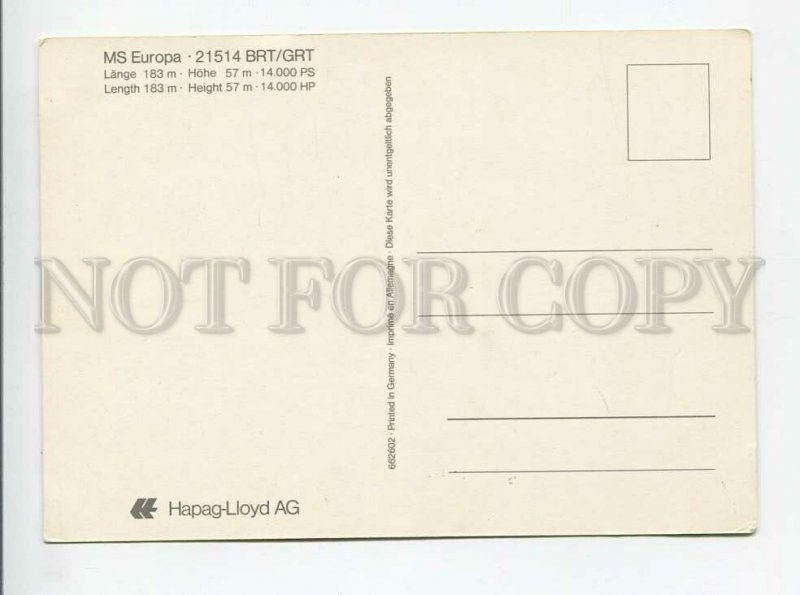 MS Europa · 21514 BRT/GRT
Länge 183 m · Höhe 57 m · 14.000 PS
Length 183 m · Height 57 m · 14.000 HP
662602 · Printed in Germany · Imprimé en Allemagne · Diese Karte wird unentgeltlich abgegeben
NOT FOR COPY
Hapag-Lloyd AG